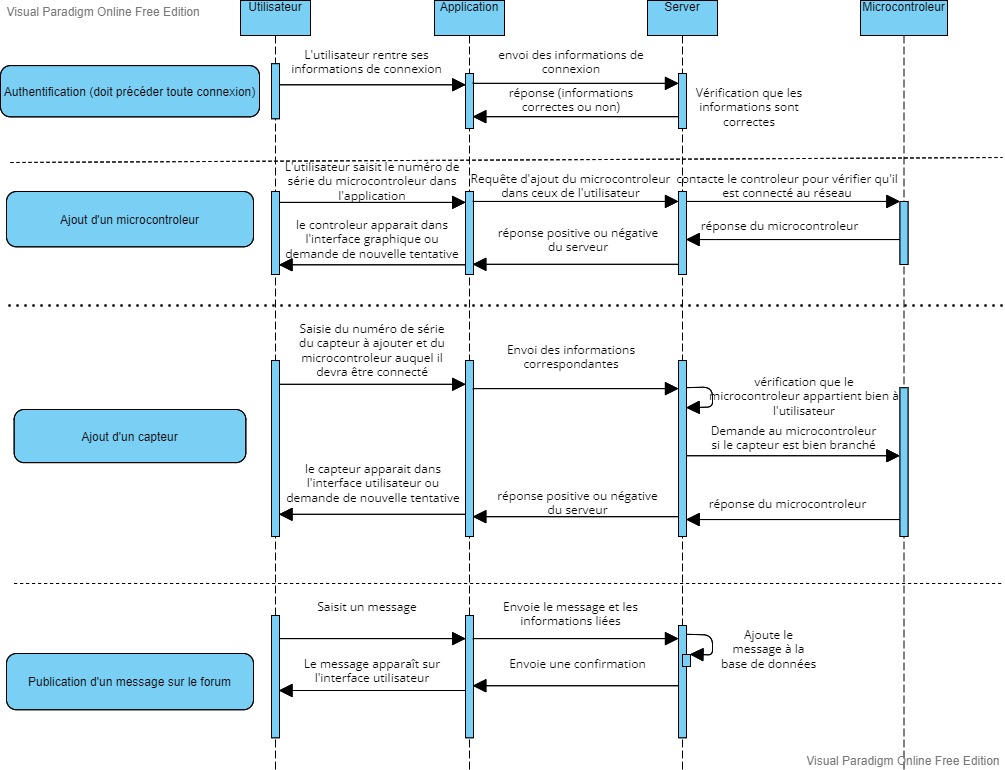 Visual Paradigm Online Free Edition
Utilisateur
Application
Server
Microcontroleur
Authentification (doit précéder toute connexion)
L'utilisateur rentre ses
informations de connexion
envoi des informations de
connexion
réponse (informations
correctes ou non)
Vérification que les
informations sont
correctes
Ajout d'un microcontroleur
L'utilisateur saisit le numéro de
série du microcontroleur dans
l'application
Requête d'ajout du microcontroleur
dans ceux de l'utilisateur
contacte le controleur pour vérifier qu'il
est connecté au réseau
réponse du microcontroleur
réponse positive ou négative
du serveur
le controleur apparait dans
l'interface graphique ou
demande de nouvelle tentative
Ajout d'un capteur
Saisie du numéro de série
du capteur à ajouter et du
microcontroleur auquel il
devra être connecté
Envoi des informations
correspondantes
vérification que le
microcontroleur appartient bien à
l'utilisateur
Demande au microcontroleur
si le capteur est bien branché
réponse du microcontroleur
réponse positive ou négative
du serveur
le capteur apparait dans
l'interface utilisateur ou
demande de nouvelle tentative
Publication d'un message sur le forum
Saisit un message
Envoie le message et les
informations liées
Ajoute le
message à la
base de données
Envoie une confirmation
Le message apparaît sur
l'interface utilisateur
Visual Paradigm Online Free Edition